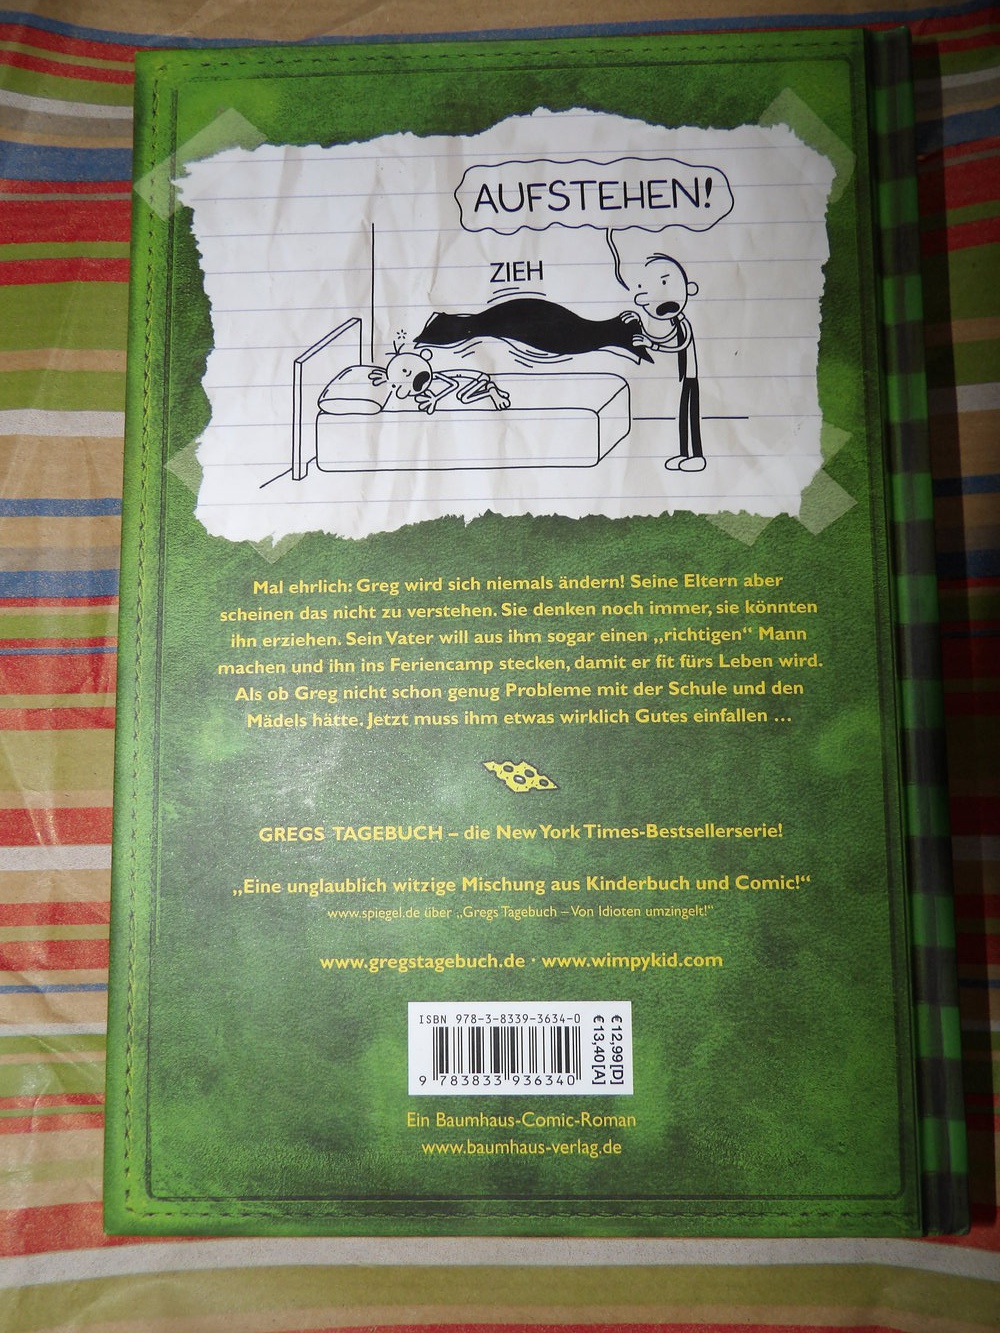 AUFSTEHEN!
ZIEH
Mal ehrlich: Greg wird sich niemals ändern! Seine Eltern aber
scheinen das nicht zu verstehen. Sie denken noch immer, sie könnten
ihn erziehen. Sein Vater will aus ihm sogar einen „richtigen“ Mann
machen und ihn ins Feriencamp stecken, damit er fit fürs Leben wird.
Als ob Greg nicht schon genug Probleme mit der Schule und den
Mädels hätte. Jetzt muss ihm etwas wirklich Gutes einfallen …
GREGS TAGEBUCH – die New York Times-Bestsellerserie!
„Eine unglaublich witzige Mischung aus Kinderbuch und Comic!“
www.spiegel.de über „Gregs Tagebuch – Von Idioten umzingelt!“
www.gregstagebuch.de · www.wimpykid.com
ISBN 978-3-8339-3634-0
9 783833 936340
€12,99[D]
€13,40[A]
Ein Baumhaus-Comic-Roman
www.baumhaus-verlag.de